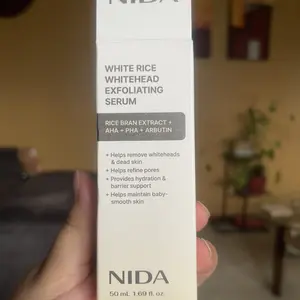 NIDA
WHITE RICE
WHITEHEAD
EXFOLIATING
SERUM
RICE BRAN EXTRACT +
AHA + PHA + ARBUTIN
+ Helps remove whiteheads
& dead skin
+ Helps refine pores
+ Provides hydration &
barrier support
+ Helps maintain baby-
smooth skin
NIDA
50 mL 1.69 fl. oz